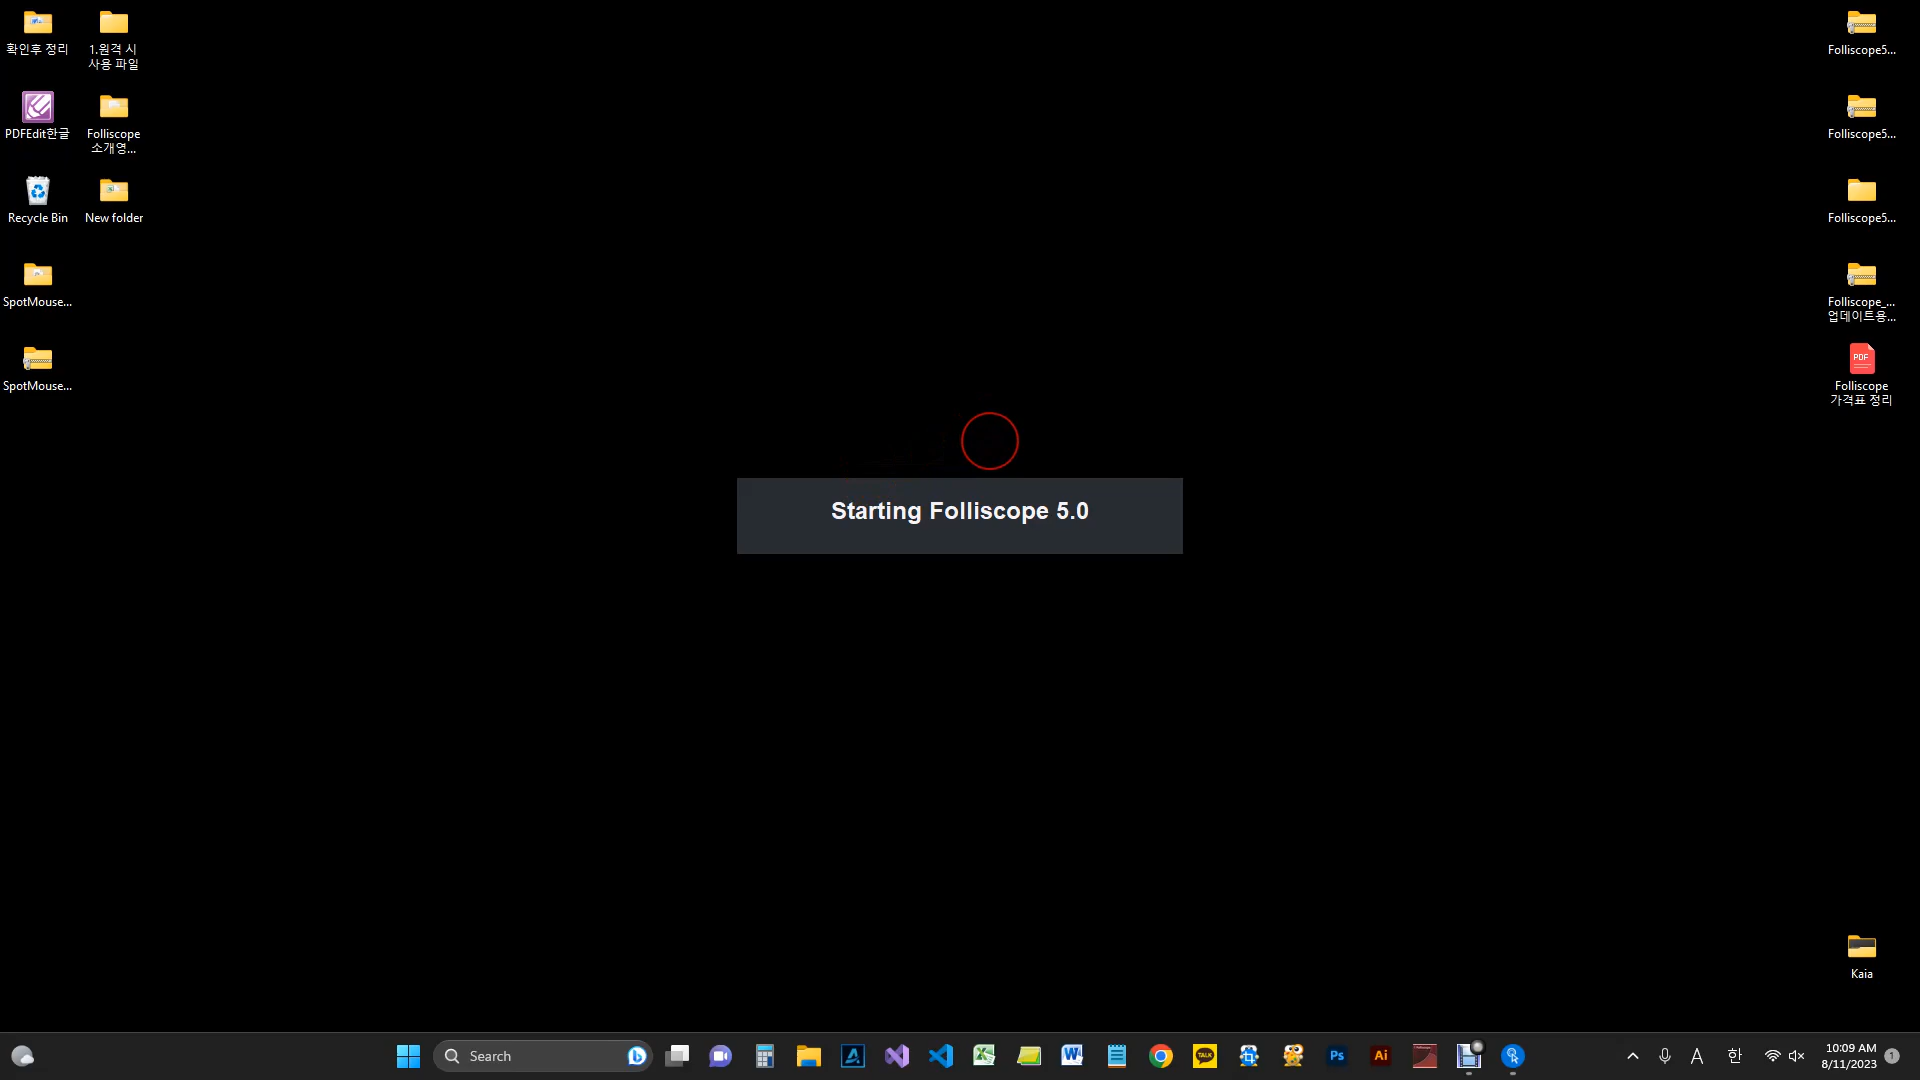 확인후 정리
1.원격 시
사용 파일
PDFEdit한글
Folliscope
소개영...
Recycle Bin
New folder
SpotMouse...
SpotMouse...
Folliscope5...
Folliscope5...
Folliscope5...
Folliscope_...
업데이트용...
PDF
Folliscope
가격표 정리
Starting Folliscope 5.0
Kaia
Search
TALK
Ps
Ai
A
한
10:09 AM
8/11/2023
1